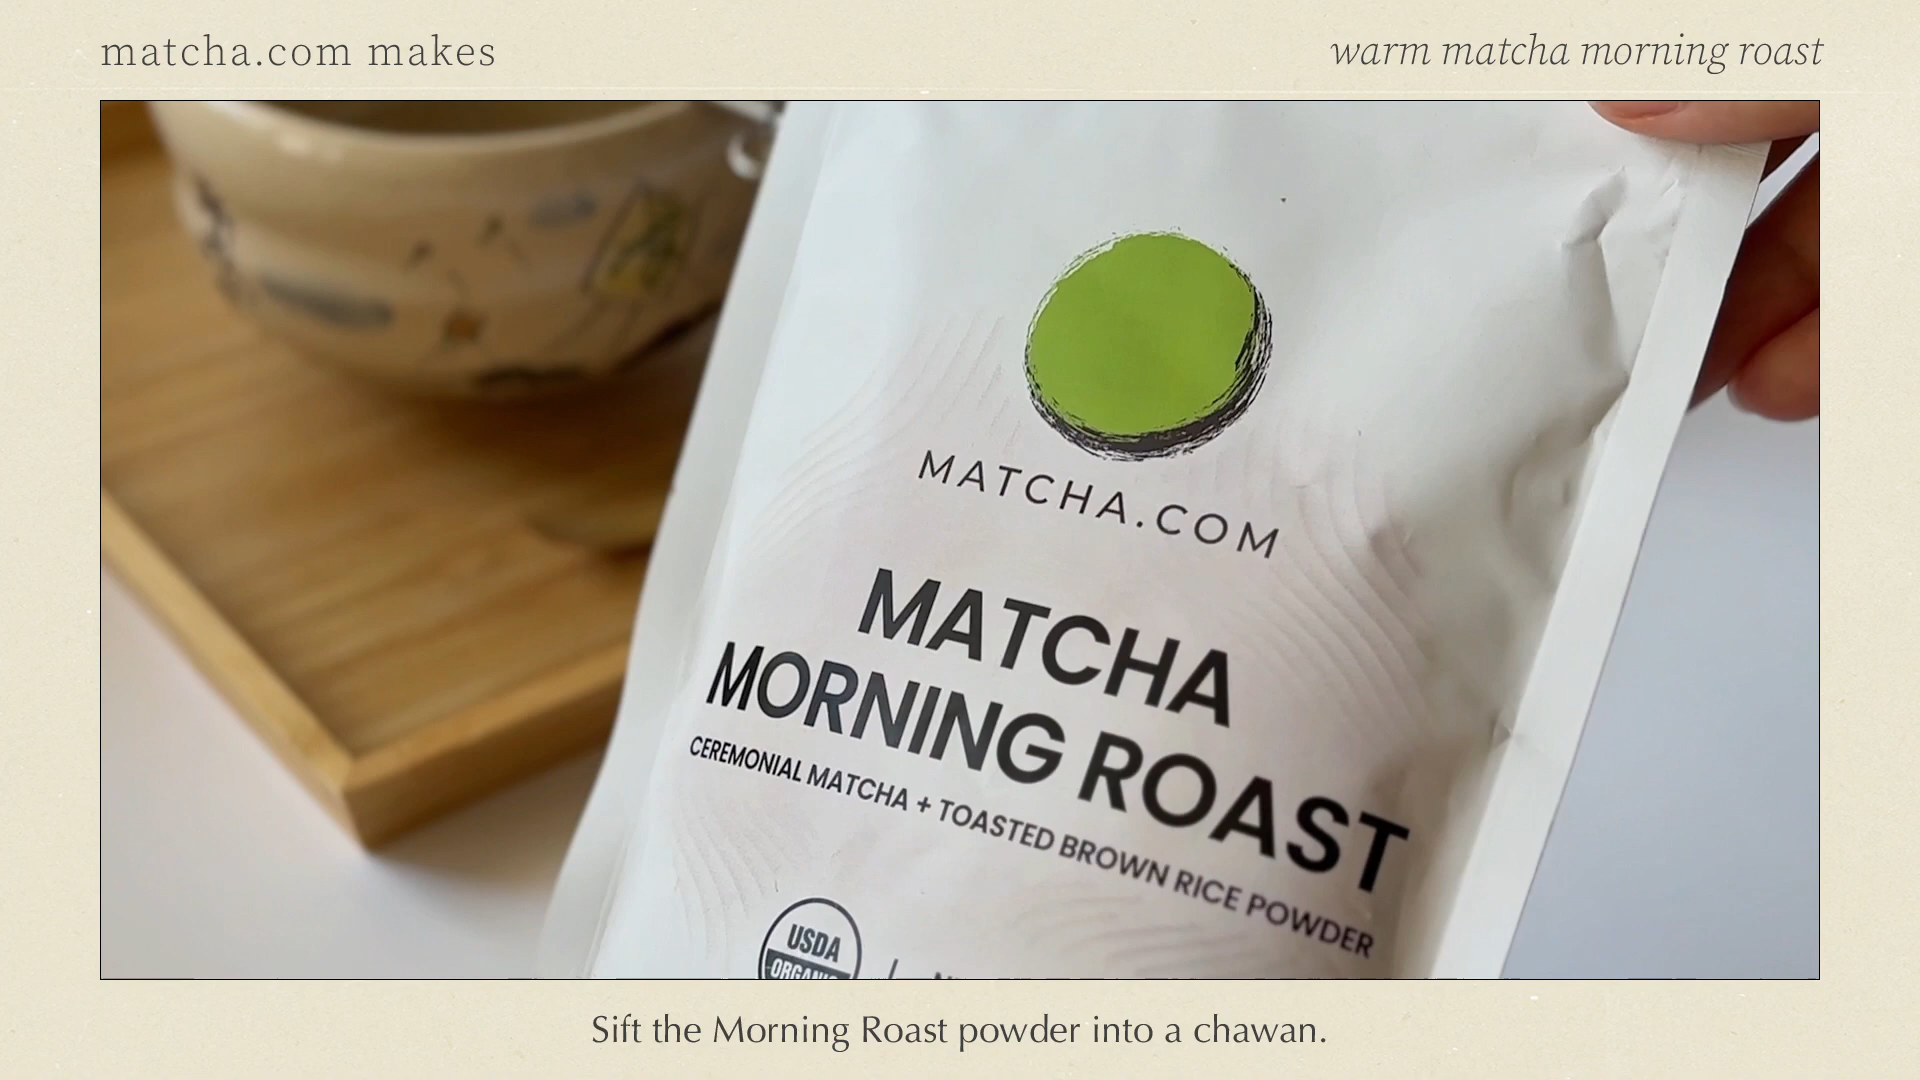 matcha.com makes
warm matcha morning roast
MATCHA.COM
MATCHA
MORNING ROAST
CEREMONIAL MATCHA + TOASTED BROWN RICE POWDER
USDA
ORGANIC
Sift the Morning Roast powder into a chawan.